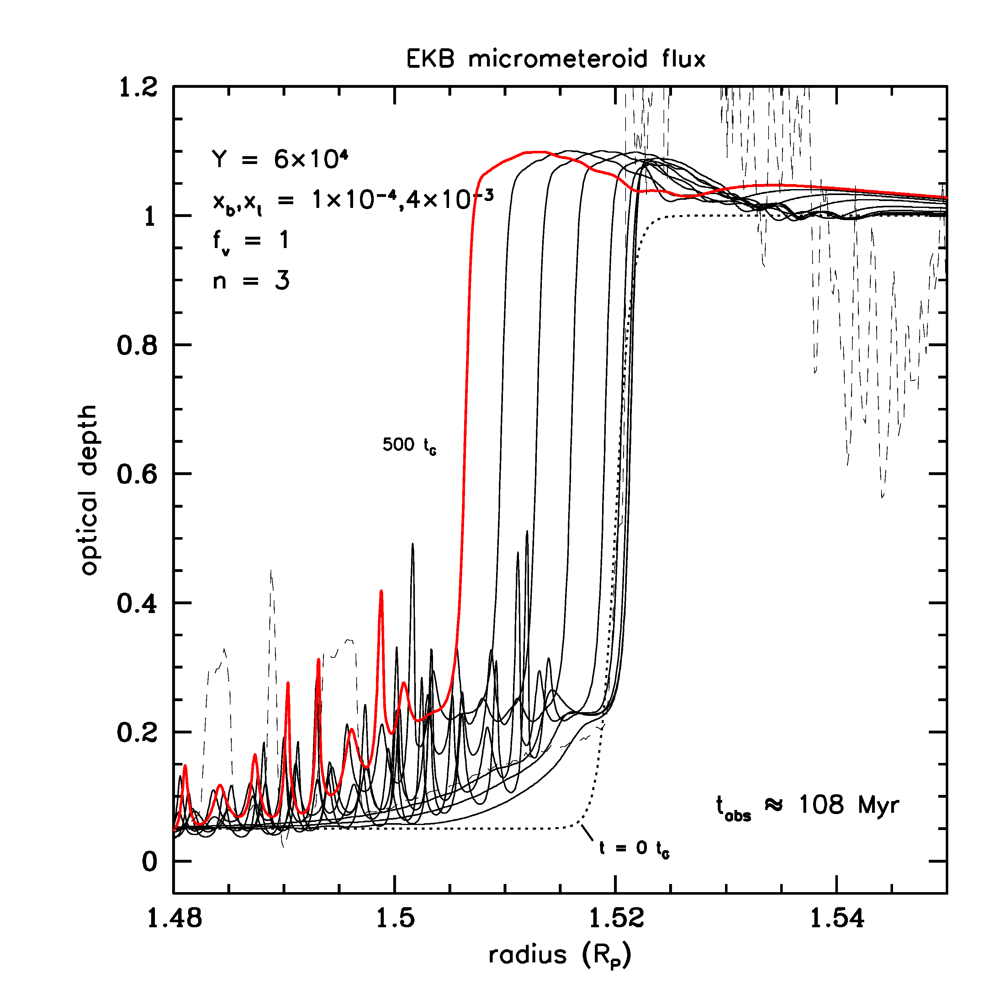 EKB micrometeroid flux
1.2
1
0.8
0.6
0.4
0.2
0
optical depth
Y = 6×10⁴
x_b,x_t = 1×10⁻⁴,4×10⁻³
f_v = 1
n = 3
500 t_G
t_abs ≈ 108 Myr
t = 0 t_G
1.48 1.5 1.52 1.54
radius (R_P)